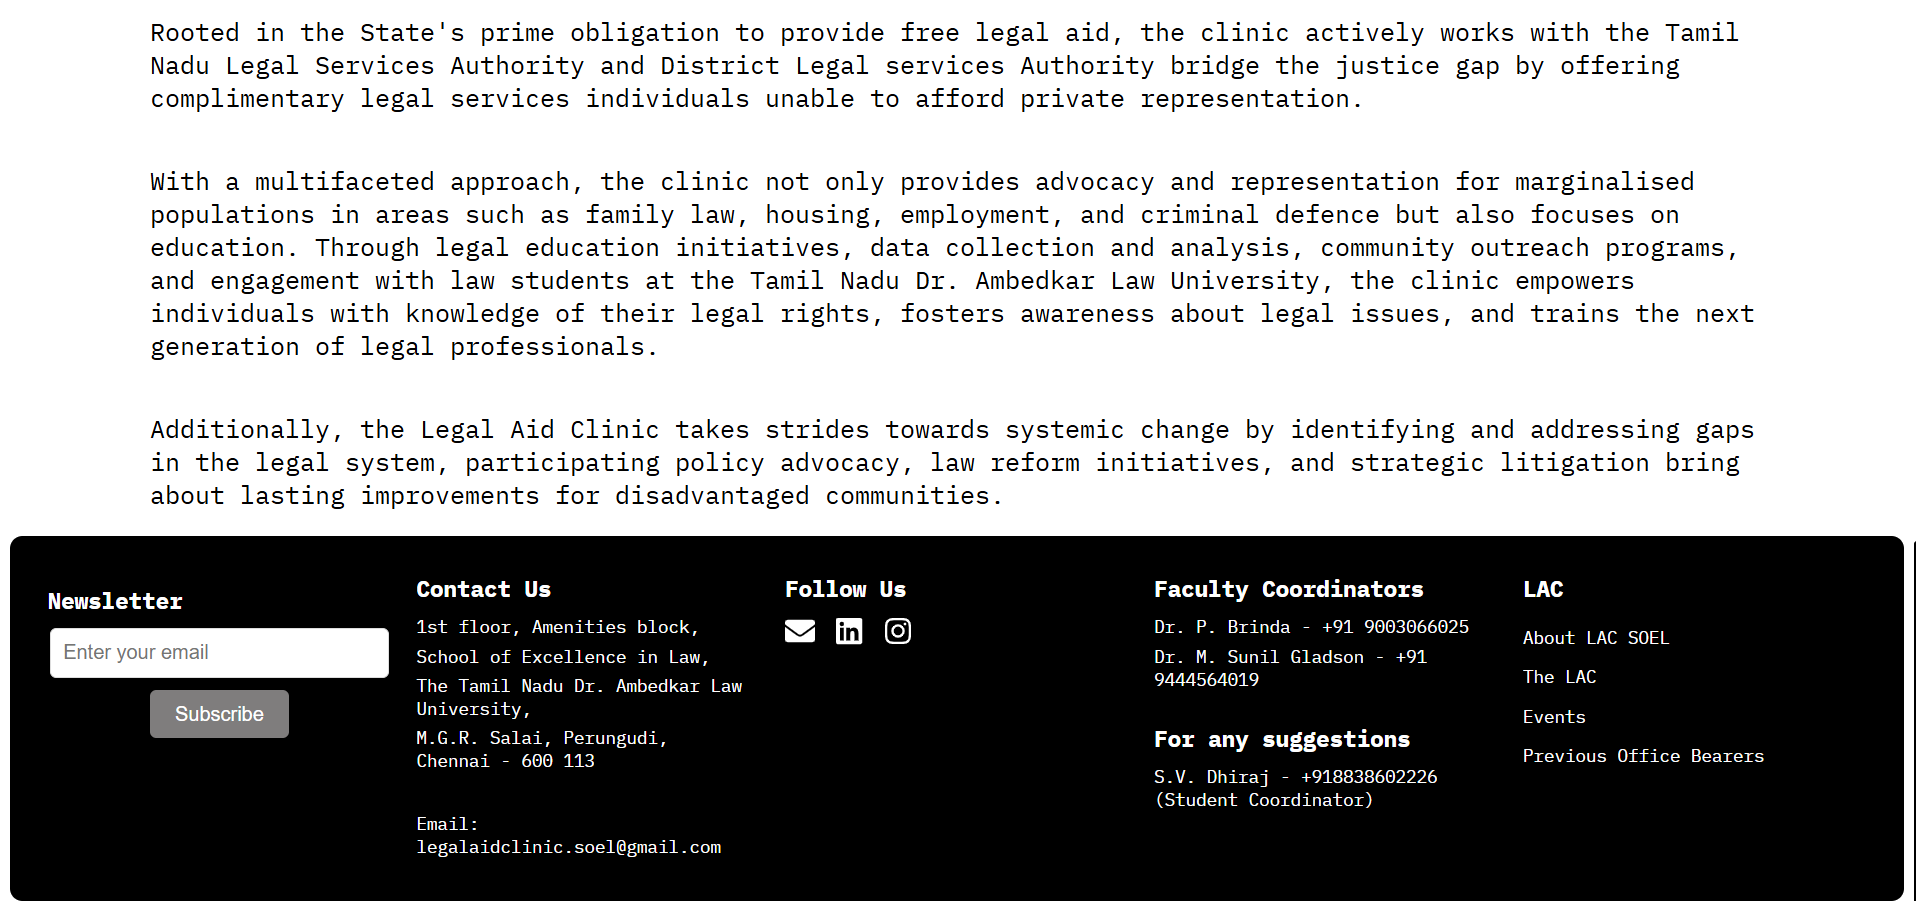 Rooted in the State's prime obligation to provide free legal aid, the clinic actively works with the Tamil
Nadu Legal Services Authority and District Legal services Authority bridge the justice gap by offering
complimentary legal services individuals unable to afford private representation.
With a multifaceted approach, the clinic not only provides advocacy and representation for marginalised
populations in areas such as family law, housing, employment, and criminal defence but also focuses on
education. Through legal education initiatives, data collection and analysis, community outreach programs,
and engagement with law students at the Tamil Nadu Dr. Ambedkar Law University, the clinic empowers
individuals with knowledge of their legal rights, fosters awareness about legal issues, and trains the next
generation of legal professionals.
Additionally, the Legal Aid Clinic takes strides towards systemic change by identifying and addressing gaps
in the legal system, participating policy advocacy, law reform initiatives, and strategic litigation bring
about lasting improvements for disadvantaged communities.
Newsletter
Enter your email
Subscribe
Contact Us
1st floor, Amenities block,
School of Excellence in Law,
The Tamil Nadu Dr. Ambedkar Law
University,
M.G.R. Salai, Perungudi,
Chennai - 600 113
Email:
legalaidclinic.soel@gmail.com
Follow Us
in
Faculty Coordinators
Dr. P. Brinda - +91 9003066025
Dr. M. Sunil Gladson - +91
9444564019
For any suggestions
S.V. Dhiraj - +918838602226
(Student Coordinator)
LAC
About LAC SOEL
The LAC
Events
Previous Office Bearers